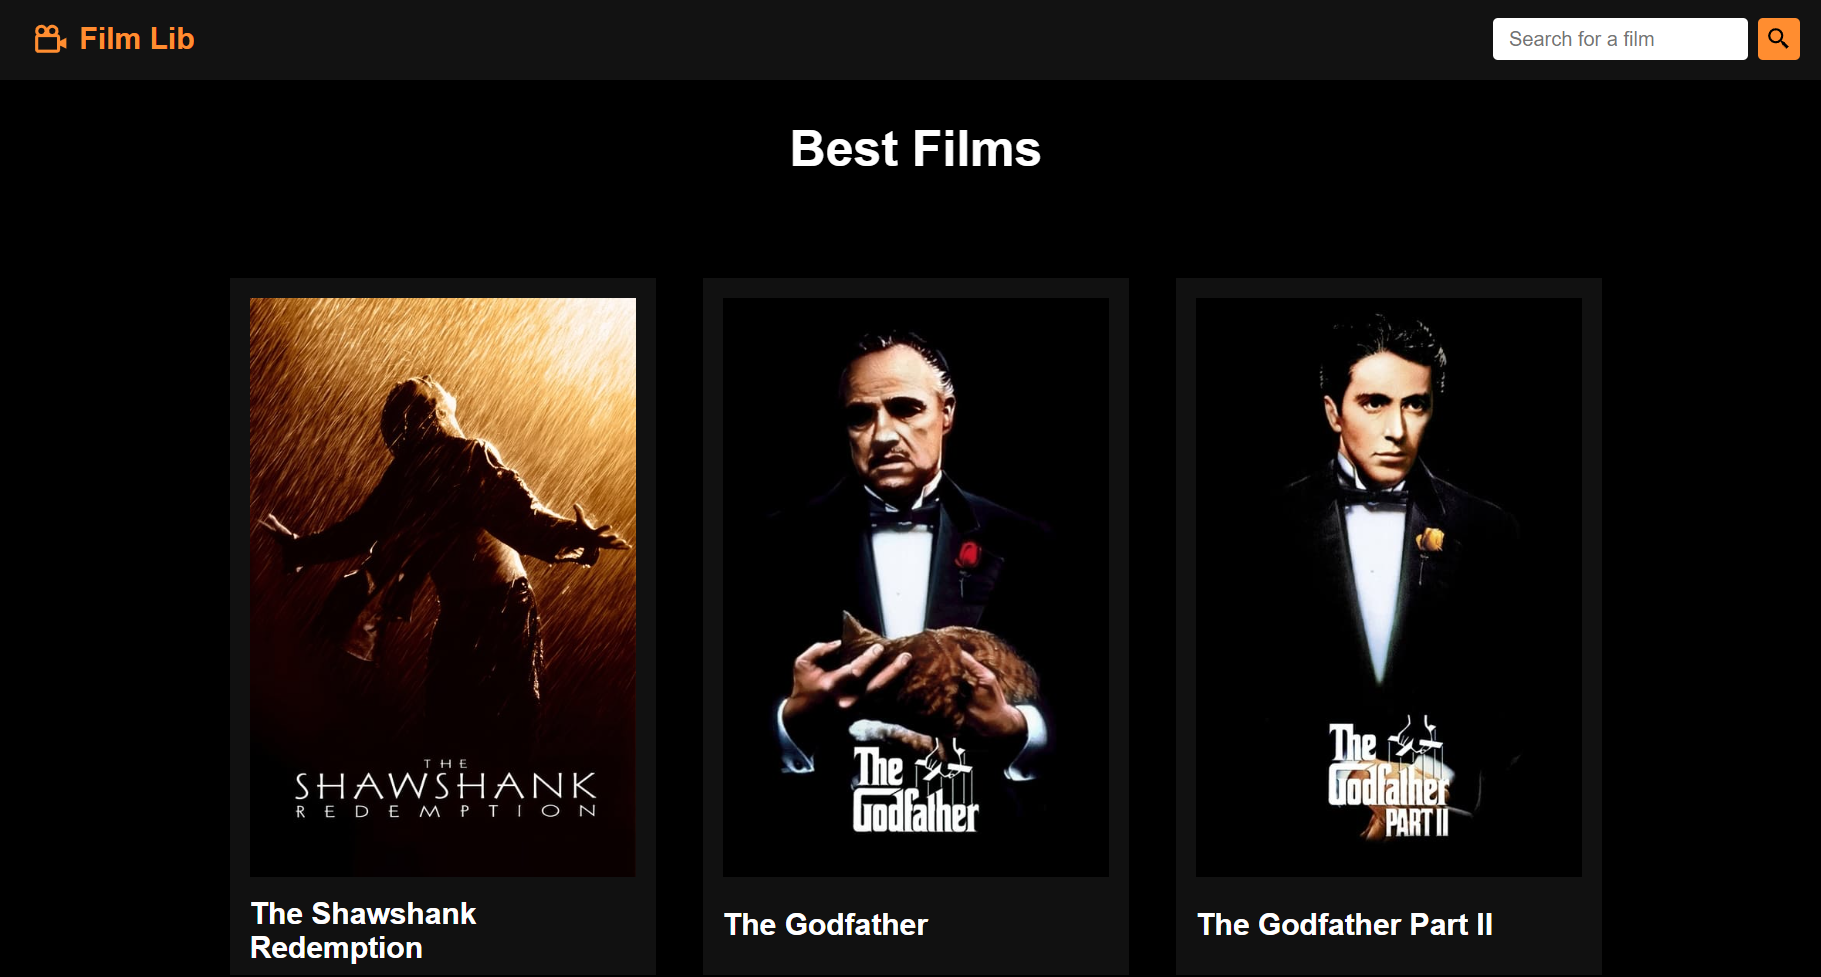 Film Lib
Search for a film
Best Films
THE
SHAWSHANK
REDEMPTION
The
Godfather
The
Godfather
PART II
The Shawshank
Redemption
The Godfather
The Godfather Part II